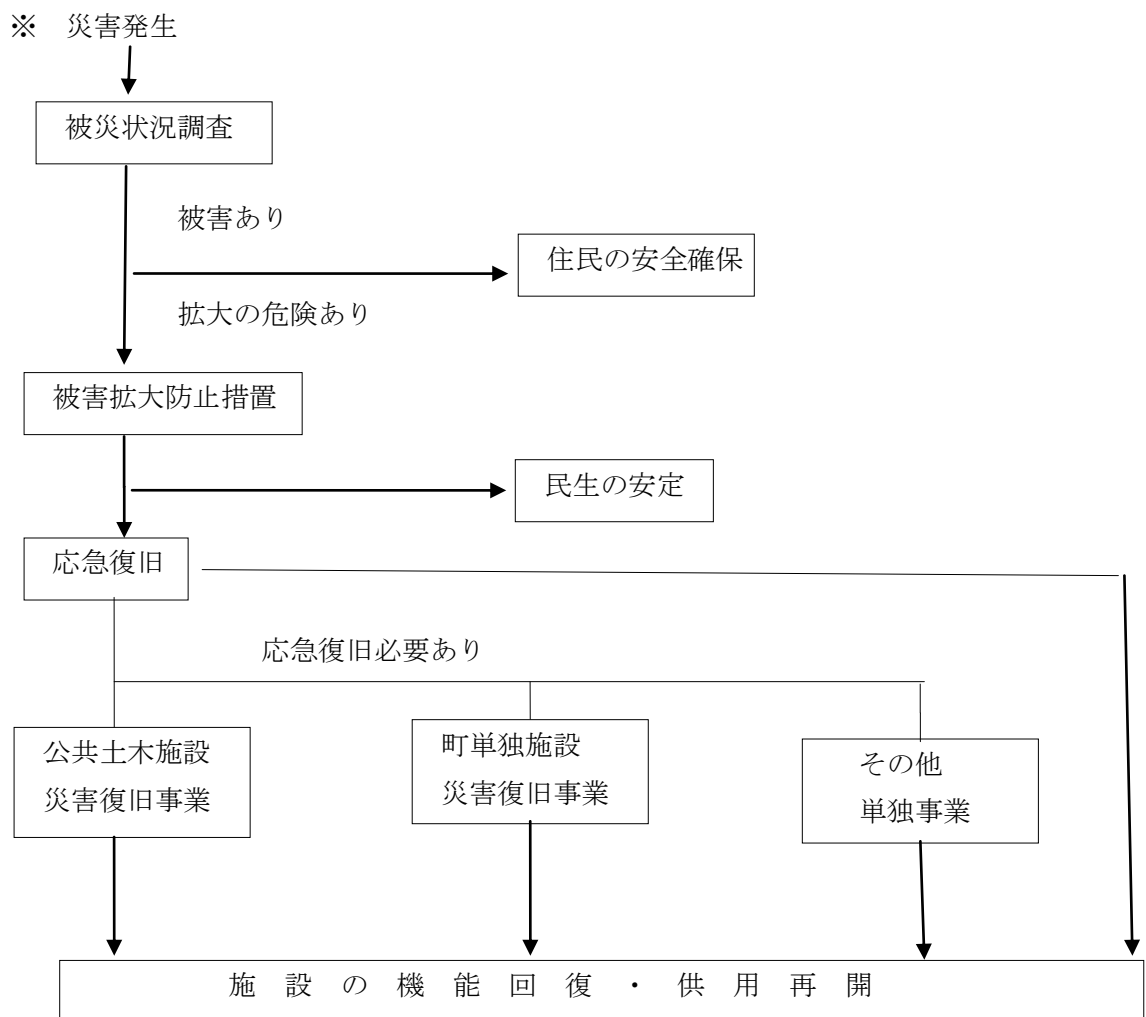 ※　災害発生
被災状況調査
被害あり
住民の安全確保
拡大の危険あり
被害拡大防止措置
民生の安定
応急復旧
応急復旧必要あり
公共土木施設
災害復旧事業
町単独施設
災害復旧事業
その他
単独事業
施　設　の　機　能　回　復　・　供　用　再　開